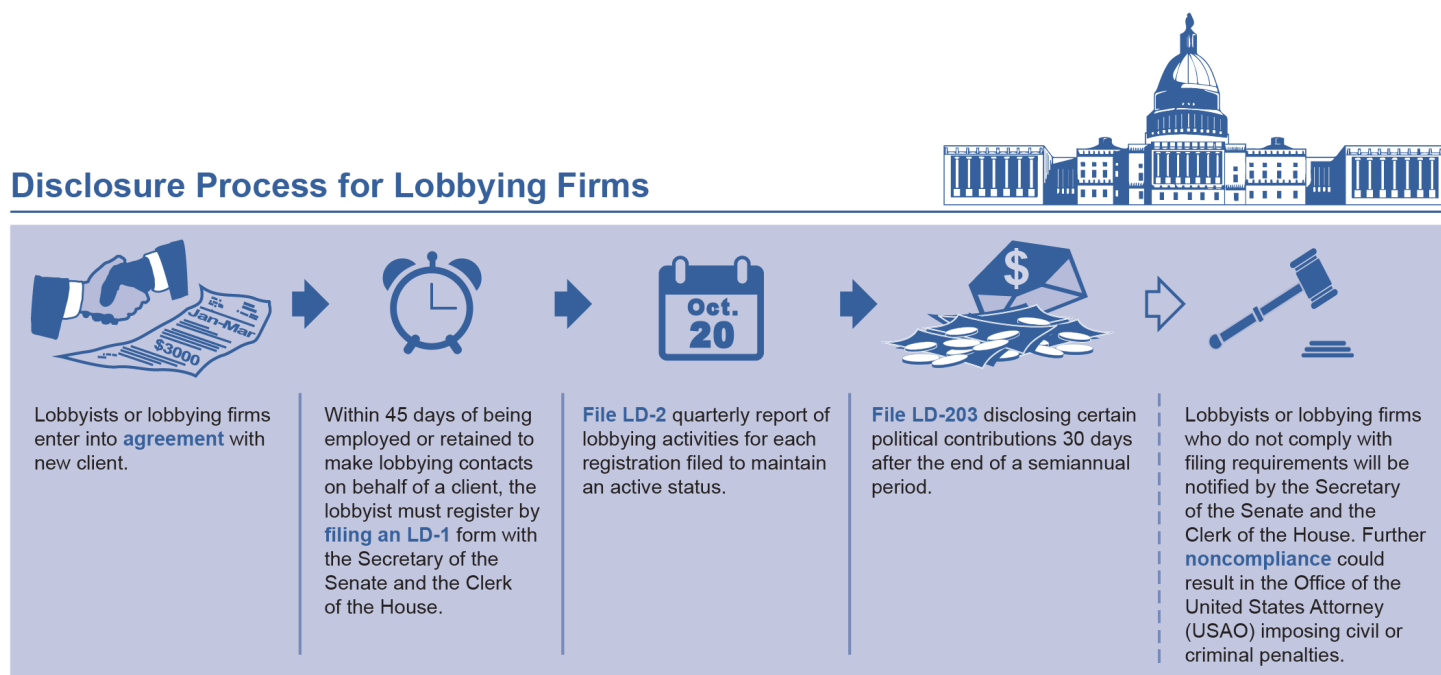 Disclosure Process for Lobbying Firms
Jan-Mar
$3000
Lobbyists or lobbying firms
enter into agreement with
new client.
Within 45 days of being
employed or retained to
make lobbying contacts
on behalf of a client, the
lobbyist must register by
filing an LD-1 form with
the Secretary of the
Senate and the Clerk
of the House.
Oct.
20
File LD-2 quarterly report of
lobbying activities for each
registration filed to maintain
an active status.
$
File LD-203 disclosing certain
political contributions 30 days
after the end of a semiannual
period.
Lobbyists or lobbying firms
who do not comply with
filing requirements will be
notified by the Secretary
of the Senate and the
Clerk of the House. Further
noncompliance could
result in the Office of the
United States Attorney
(USAO) imposing civil or
criminal penalties.